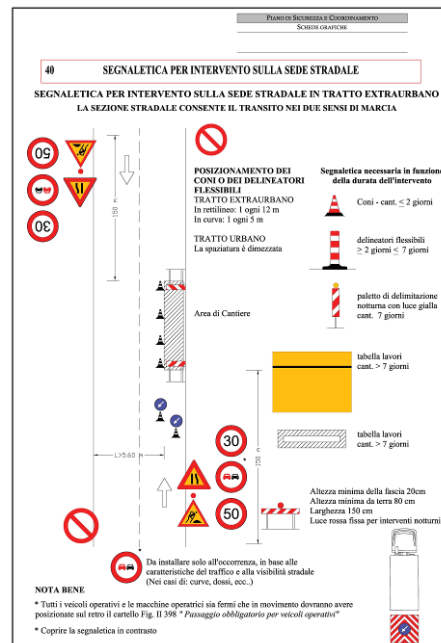 PIANO DI SICUREZZA E COORDINAMENTO
SCHEDE GRAFICHE
40 SEGNALETICA PER INTERVENTO SULLA SEDE STRADALE
SEGNALETICA PER INTERVENTO SULLA SEDE STRADALE IN TRATTO EXTRAURBANO
LA SEZIONE STRADALE CONSENTE IL TRANSITO NEI DUE SENSI DI MARCIA
50
30
150 m
POSIZIONAMENTO DEI
CONI O DEI DELINEATORI
FLESSIBILI
TRATTO EXTRAURBANO
In rettilineo: 1 ogni 12 m
In curva: 1 ogni 5 m
TRATTO URBANO
La spaziatura è dimezzata
Area di Cantiere
Segnaletica necessaria in funzione
della durata dell'intervento
Coni - cant. ≤ 2 giorni
delineatori flessibili
≥ 2 giorni ≤ 7 giorni
paletto di delimitazione
notturna con luce gialla
cant. 7 giorni
tabella lavori
cant. > 7 giorni
tabella lavori
cant. > 7 giorni
L>5.60 m
30
50
150 m
Altezza minima della fascia 20cm
Altezza minima da terra 80 cm
Larghezza 150 cm
Luce rossa fissa per interventi notturni
Da installare solo all'occorrenza, in base alle
caratteristiche del traffico e alla visibilità stradale
(Nei casi di: curve, dossi, ecc..)
NOTA BENE
* Tutti i veicoli operativi e le macchine operatrici sia fermi che in movimento dovranno avere
posizionate sul retro il cartello Fig. II 398 " Passaggio obbligatorio per veicoli operativi"
* Coprire la segnaletica in contrasto